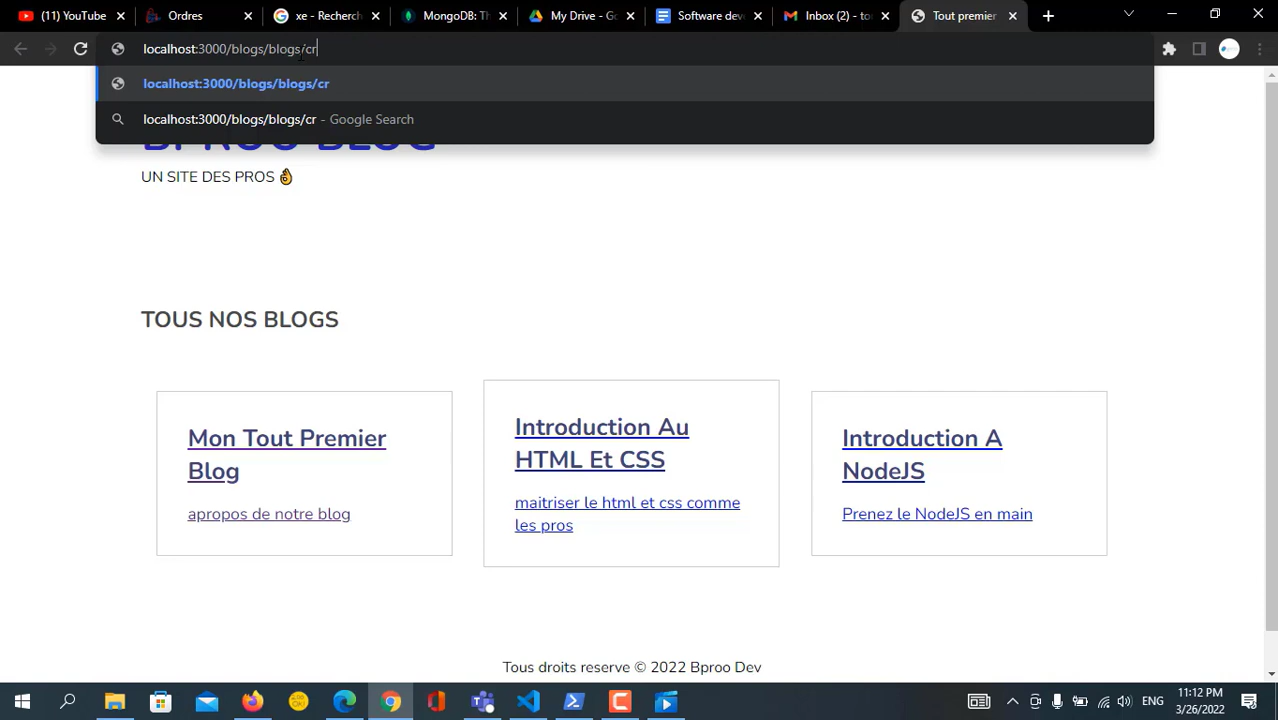 (11) YouTube
Ordres
xe - Recherch
MongoDB: Th
My Drive - Go
Software dev
Inbox (2) - to
Tout premier
localhost:3000/blogs/blogs/cr
localhost:3000/blogs/blogs/cr
localhost:3000/blogs/blogs/cr - Google Search
BPROO BLOG
UN SITE DES PROS 👌
TOUS NOS BLOGS
Mon Tout Premier
Blog
apropos de notre blog
Introduction Au
HTML Et CSS
maitriser le html et css comme
les pros
Introduction A
NodeJS
Prenez le NodeJS en main
Tous droits reserve © 2022 Bproo Dev
ENG
11:12 PM
3/26/2022